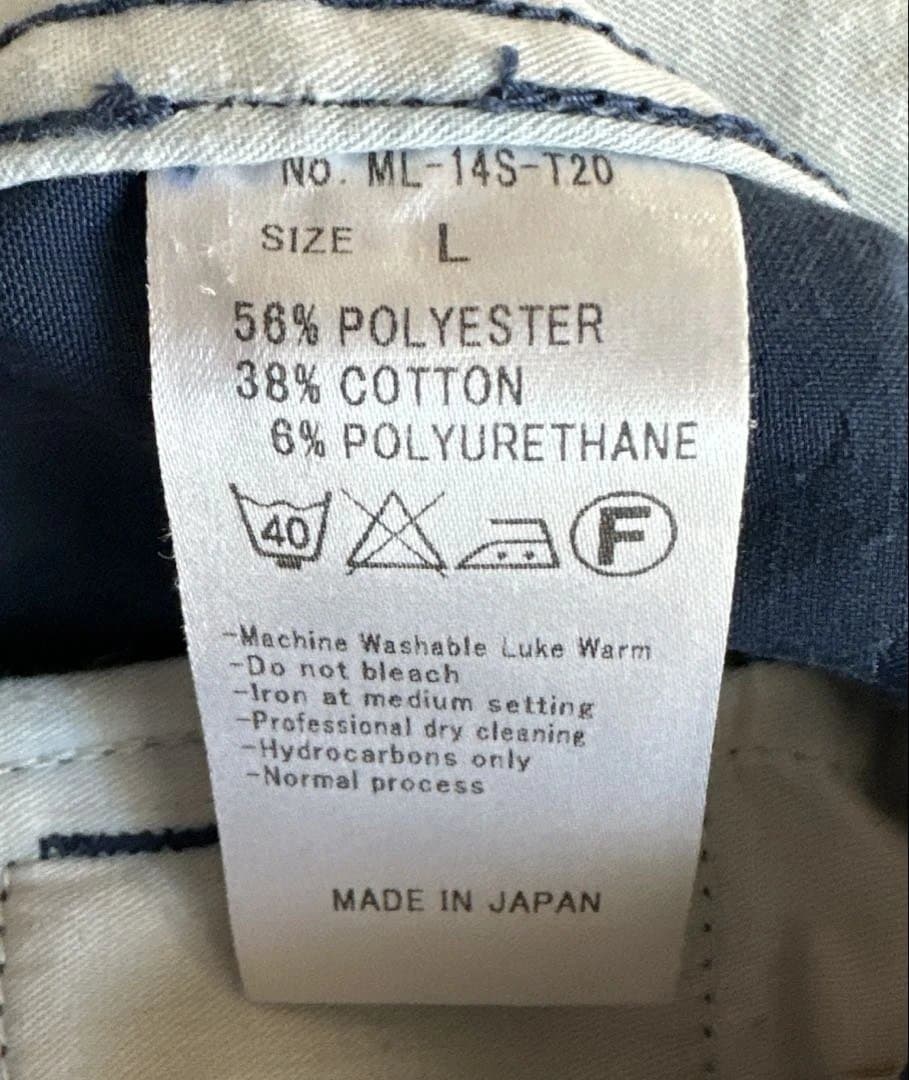 No. ML-14S-T20
SIZE L
56% POLYESTER
38% COTTON
6% POLYURETHANE
40 F
-Machine Washable Luke Warm
-Do not bleach
-Iron at medium setting
-Professional dry cleaning
-Hydrocarbons only
-Normal process
MADE IN JAPAN